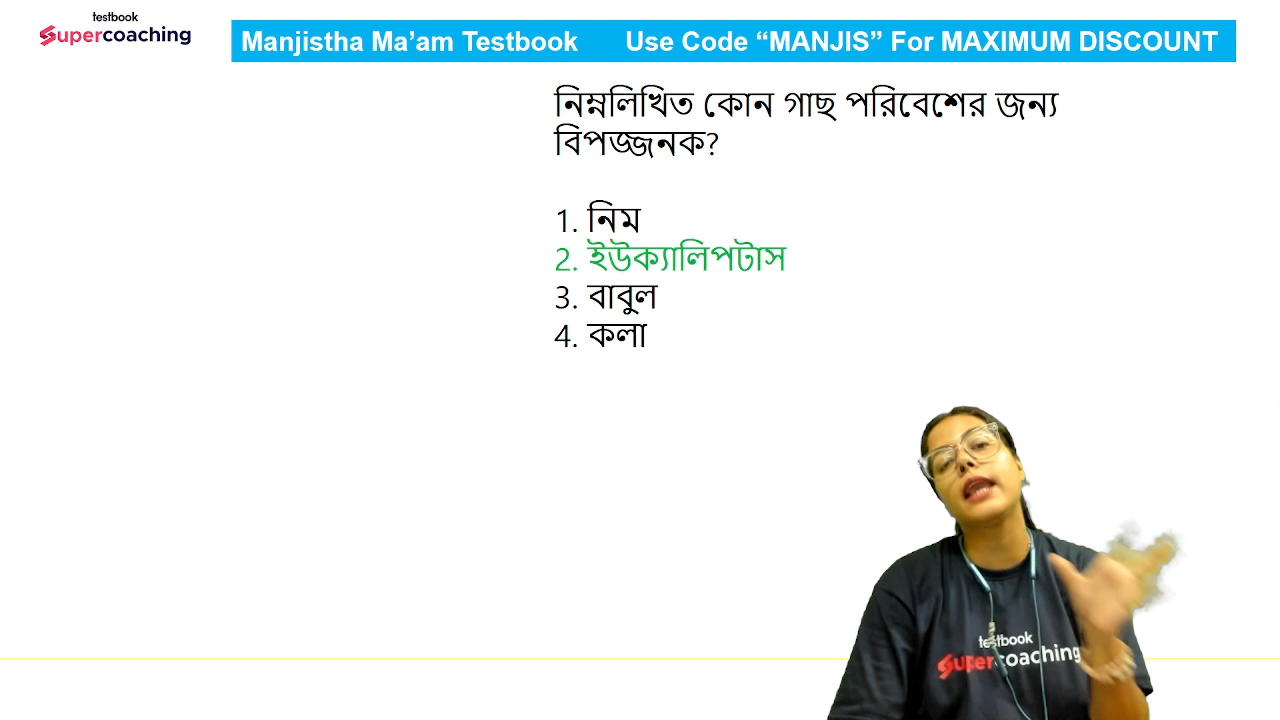 testbook
Supercoaching
Manjistha Ma’am Testbook Use Code “MANJIS” For MAXIMUM DISCOUNT
নিম্নলিখিত কোন গাছ পরিবেশের জন্য
বিপজ্জনক?
1. নিম
2. ইউক্যালিপটাস
3. বাবুল
4. কলা
testbook
Supercoaching